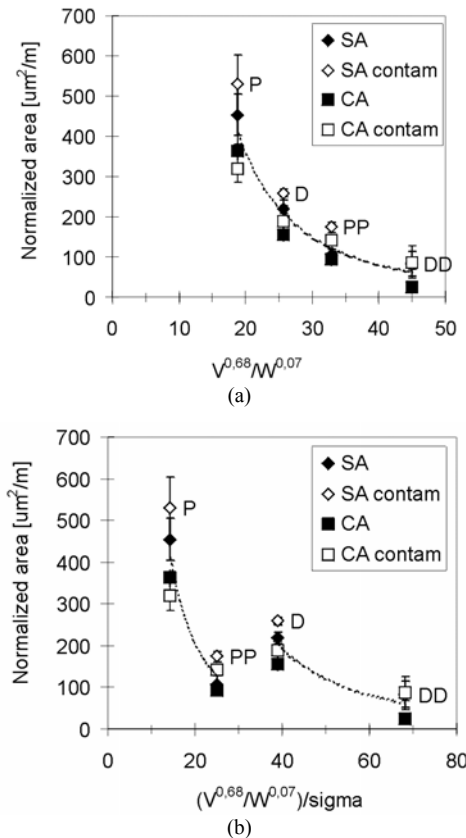 700
600
500
400
300
200
100
0
Normalized area [um²/m]
SA
SA contam
CA
CA contam
P
D
PP
DD
0 10 20 30 40 50
V^0,68/W^0,07
(a)
700
600
500
400
300
200
100
0
Normalized area [um²/m]
SA
SA contam
CA
CA contam
P
PP
D
DD
0 20 40 60 80
(V^0,68/W^0,07)/sigma
(b)